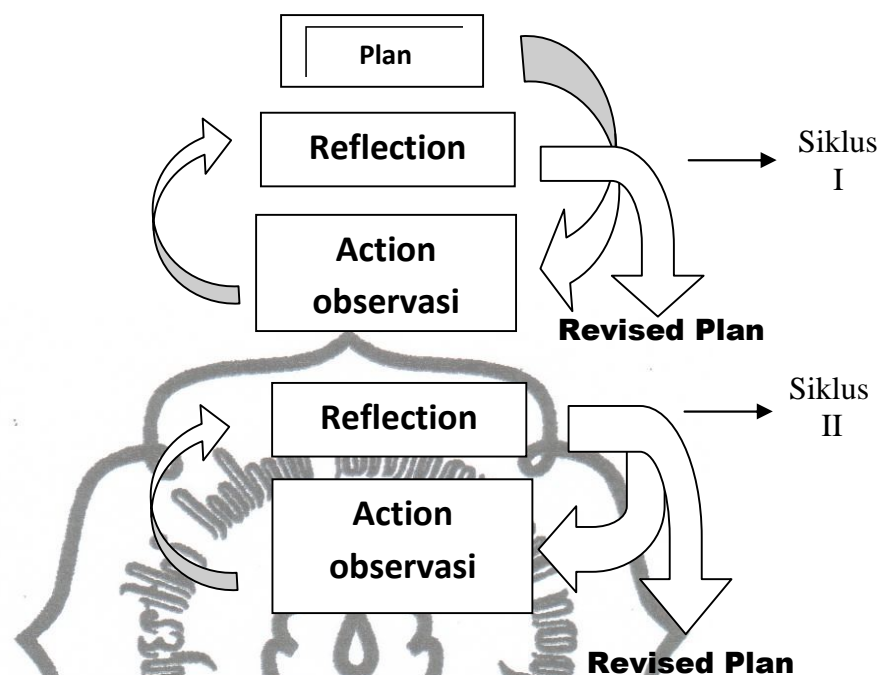 Plan
Reflection
Siklus
I
Action
observasi
Revised Plan
Siklus
II
Reflection
Action
observasi
Revised Plan